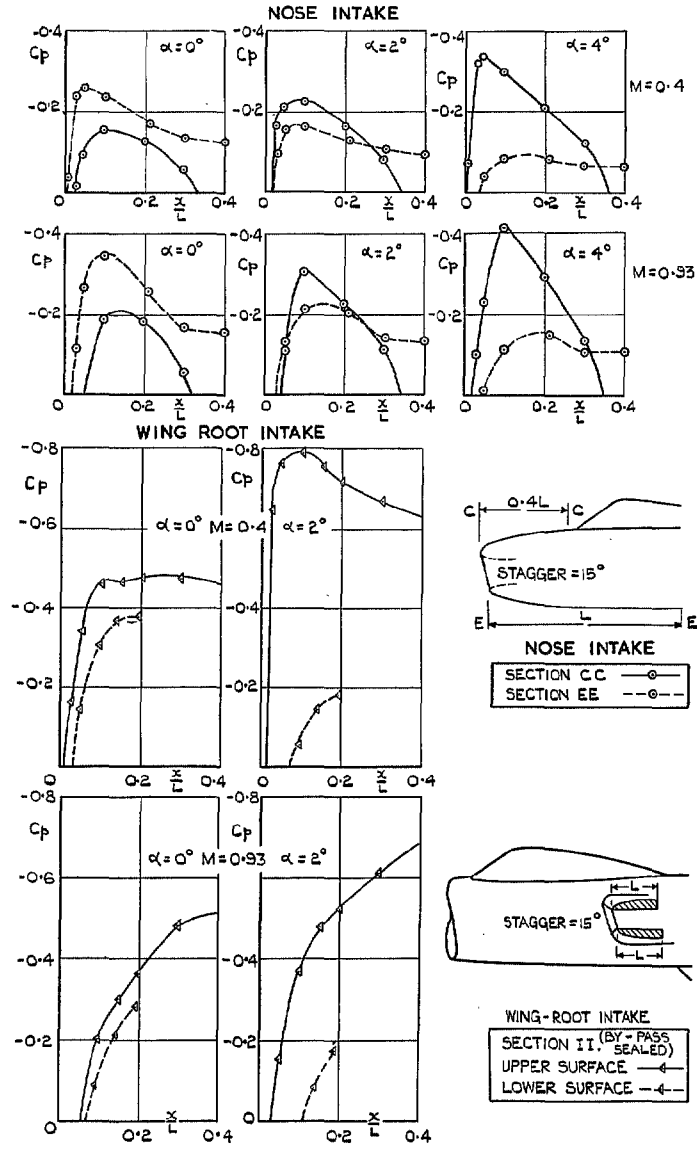 NOSE INTAKE
-0.4
Cp
-0.2
α=0°
α=2°
-0.4
Cp
-0.2
α=4°
M=0.4
0
0.2
x/L
0.4
0.2
x/L
0.4
0.2
x/L
0.4
-0.4
Cp
-0.2
α=0°
-0.4
Cp
-0.2
α=2°
-0.4
Cp
-0.2
α=4°
M=0.93
0
0.2
x/L
0.4
0
0.2
x/L
0.4
0
0.2
x/L
0.4
WING ROOT INTAKE
-0.8
Cp
-0.6
-0.4
-0.2
-0.8
Cp
-0.6
-0.4
-0.2
α=0° M=0.4 α=2°
0
0.2
x/L
0.4
0
0.2
x/L
0.4
C
0.4L
C
STAGGER=15°
E
L
E
NOSE INTAKE
SECTION CC
SECTION EE
-0.8
Cp
-0.6
-0.4
-0.2
-0.8
Cp
-0.6
-0.4
-0.2
α=0° M=0.93 α=2°
0
0.2
x/L
0.4
0
0.2
x/L
0.4
L
STAGGER=15°
L
WING-ROOT INTAKE
SECTION II. (BY-PASS SEALED)
UPPER SURFACE
LOWER SURFACE